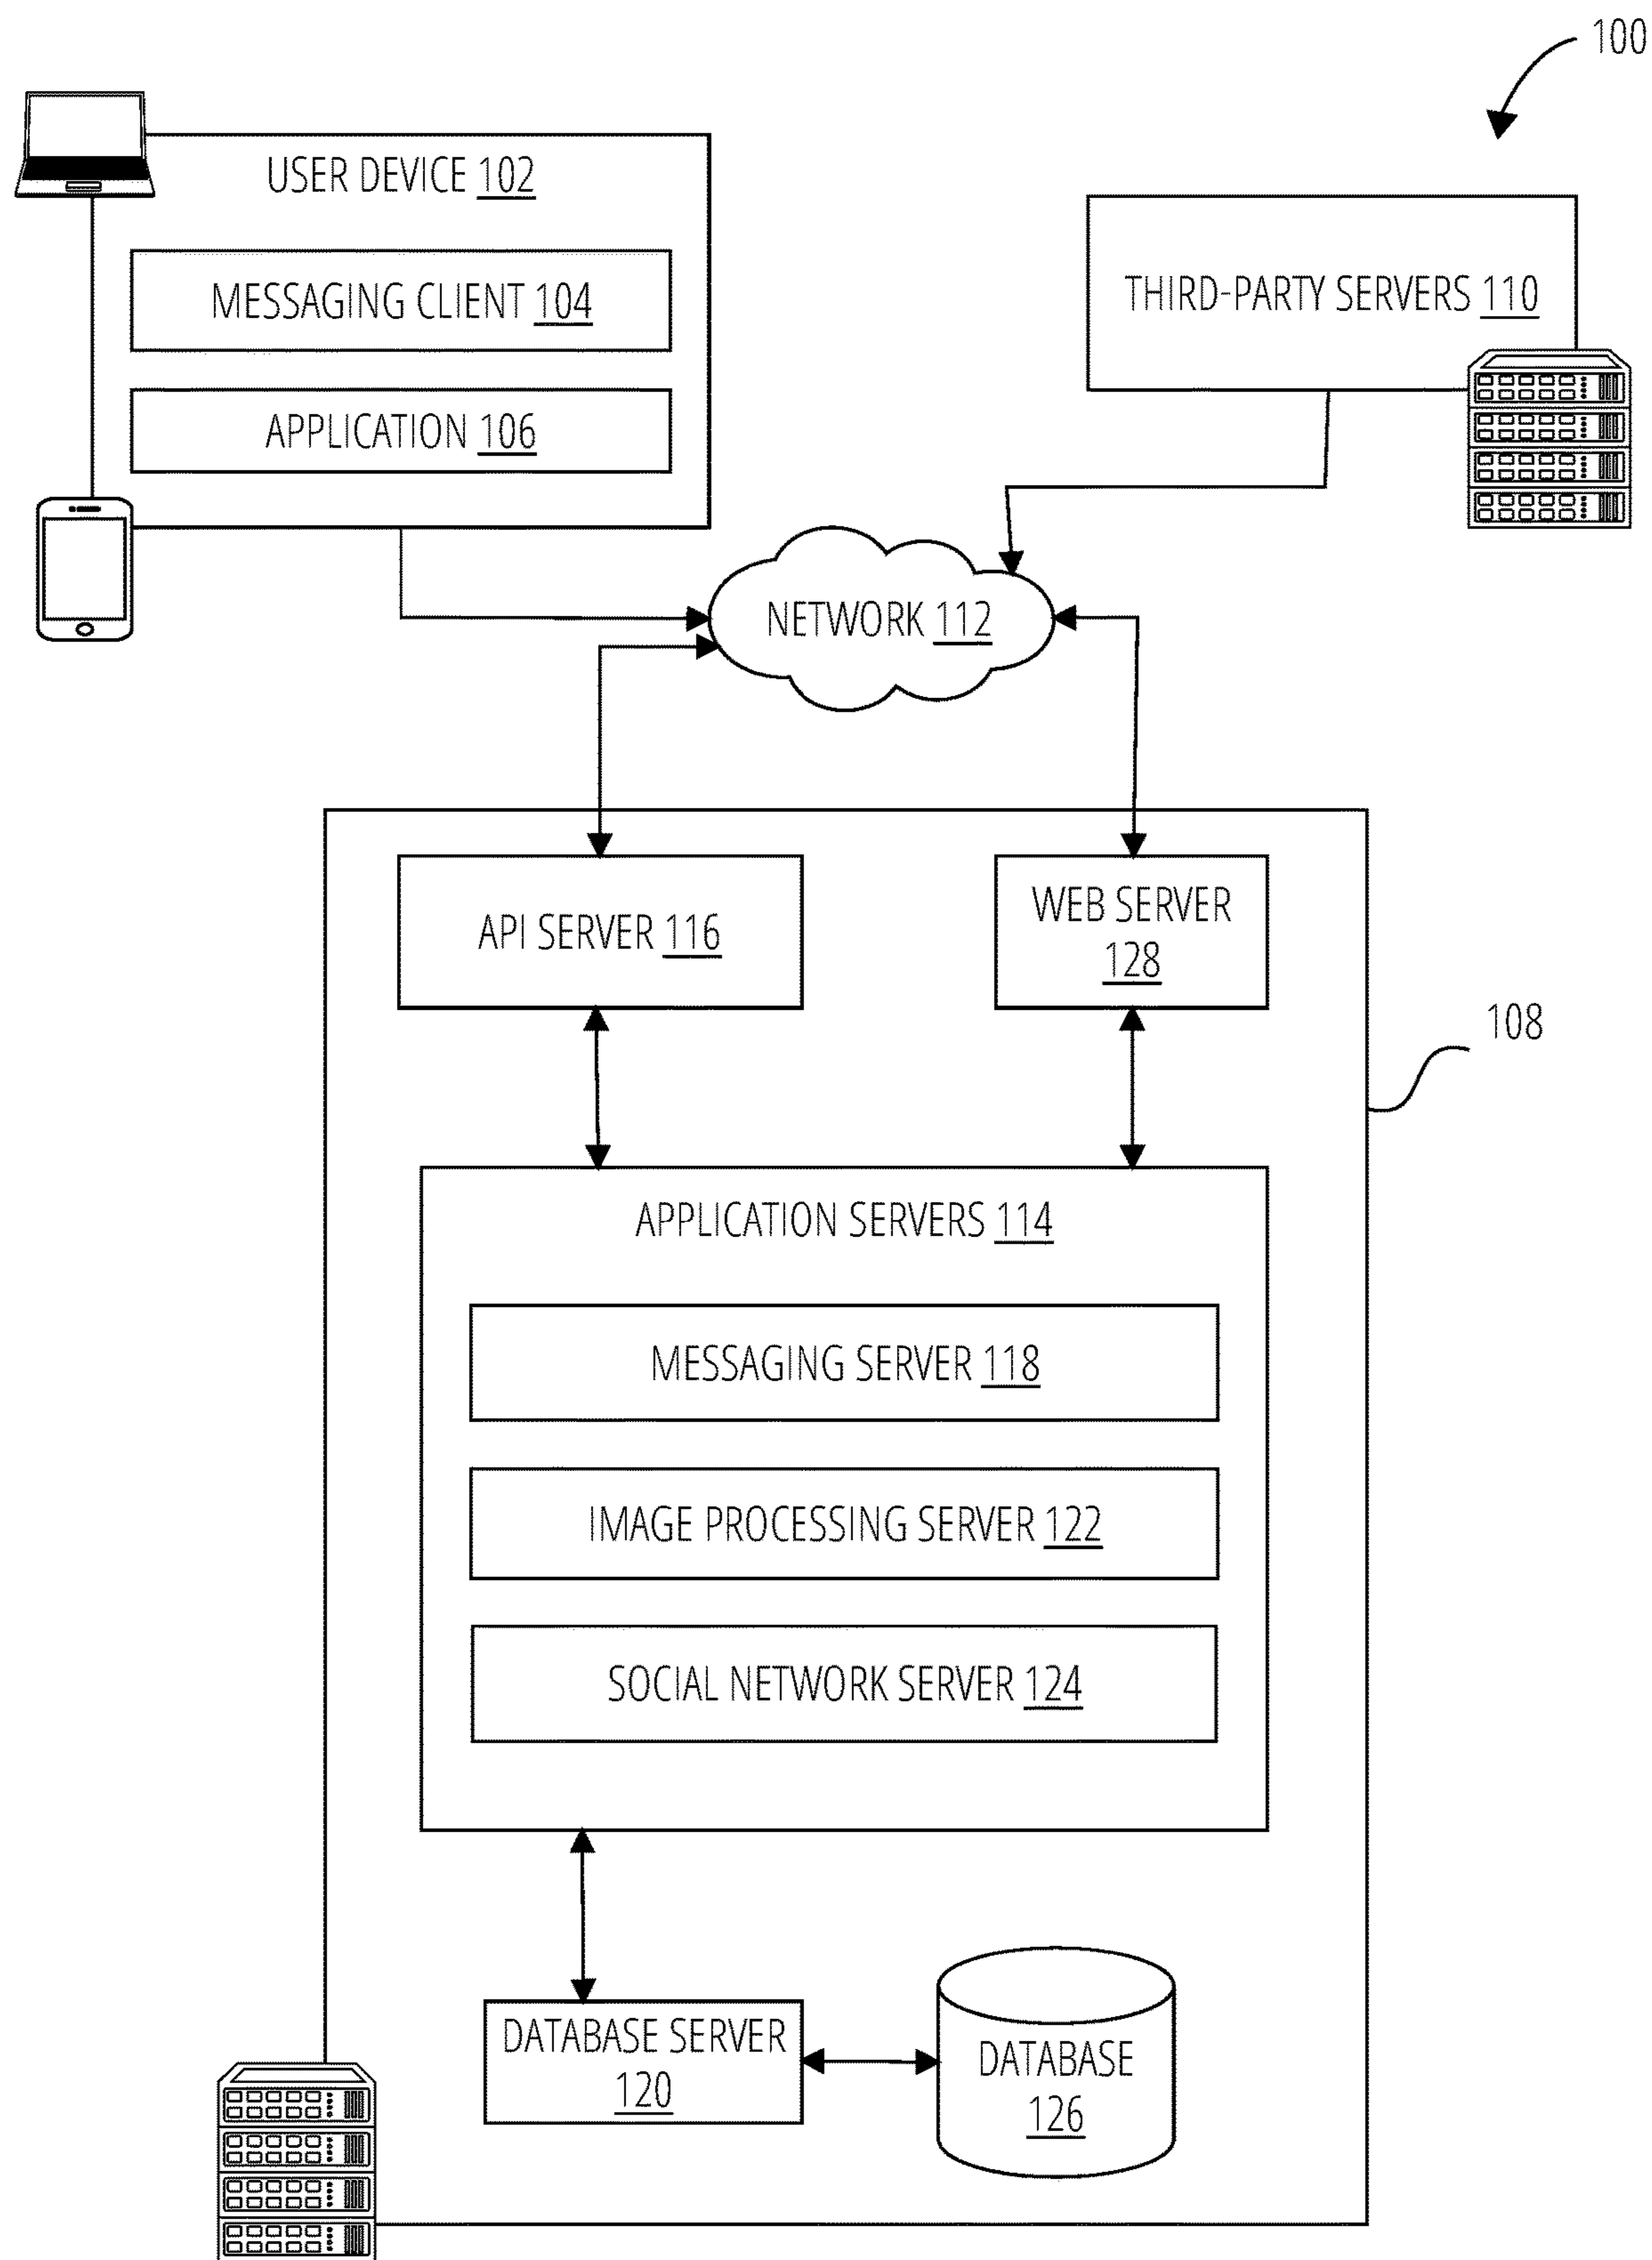 100
USER DEVICE 102
MESSAGING CLIENT 104
APPLICATION 106
THIRD-PARTY SERVERS 110
NETWORK 112
API SERVER 116
WEB SERVER
128
108
APPLICATION SERVERS 114
MESSAGING SERVER 118
IMAGE PROCESSING SERVER 122
SOCIAL NETWORK SERVER 124
DATABASE SERVER
120
DATABASE
126